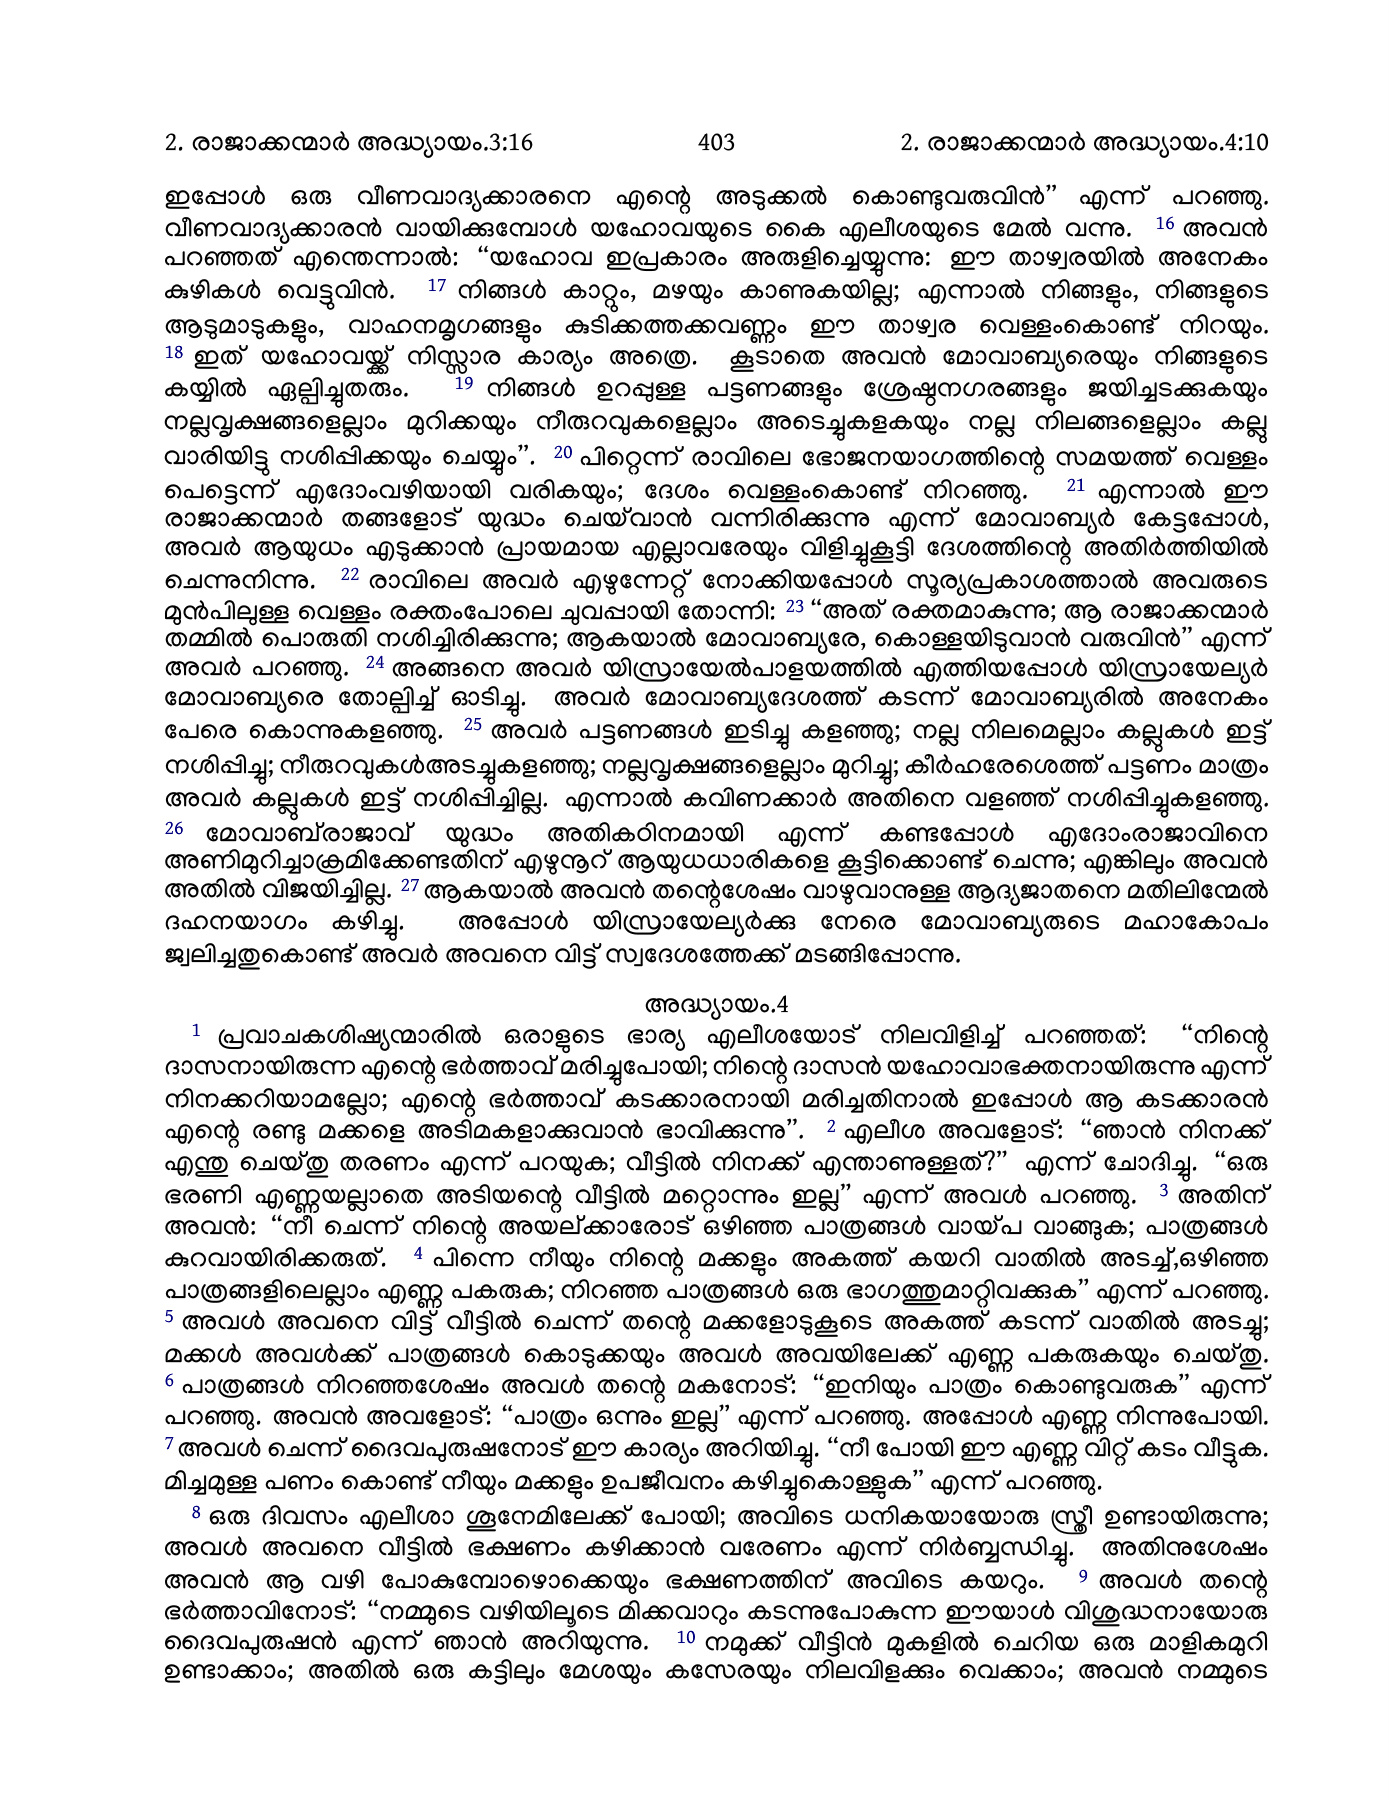 2. രാജാക്കന്മാർ അദ്ധ്യായം.3:16 403 2. രാജാക്കന്മാർ അദ്ധ്യായം.4:10
ഇപ്പോൾ ഒരു വീണവാദ്യക്കാരനെ എന്റെ അടുക്കൽ കൊണ്ടുവരുവിൻ” എന്ന് പറഞ്ഞു.
വീണവാദ്യക്കാരൻ വായിക്കുമ്പോൾ യഹോവയുടെ കൈ എലീശയുടെ മേൽ വന്നു. 16 അവൻ
പറഞ്ഞത് എന്തെന്നാൽ: “യഹോവ ഇപ്രകാരം അരുളിച്ചെയ്യുന്നു: ഈ താഴ്വരയിൽ അനേകം
കുഴികൾ വെട്ടുവിൻ. 17 നിങ്ങൾ കാറ്റും, മഴയും കാണുകയില്ല; എന്നാൽ നിങ്ങളും, നിങ്ങളുടെ
ആടുമാടുകളും, വാഹനമൃഗങ്ങളും കുടിക്കത്തക്കവണ്ണം ഈ താഴ്വര വെള്ളംകൊണ്ട് നിറയും.
18 ഇത് യഹോവയ്ക്ക് നിസ്സാര കാര്യം അത്രെ. കൂടാതെ അവൻ മോവാബ്യരെയും നിങ്ങളുടെ
കയ്യിൽ ഏല്പിച്ചുതരും. 19 നിങ്ങൾ ഉറപ്പുള്ള പട്ടണങ്ങളും ശ്രേഷ്ഠനഗരങ്ങളും ജയിച്ചടക്കുകയും
നല്ലവൃക്ഷങ്ങളെല്ലാം മുറിക്കയും നീരുറവുകളെല്ലാം അടെച്ചുകളകയും നല്ല നിലങ്ങളെല്ലാം കല്ലു
വാരിയിട്ടു നശിപ്പിക്കയും ചെയ്യും”. 20 പിറ്റെന്ന് രാവിലെ ഭോജനയാഗത്തിന്റെ സമയത്ത് വെള്ളം
പെട്ടെന്ന് എദോംവഴിയായി വരികയും; ദേശം വെള്ളംകൊണ്ട് നിറഞ്ഞു. 21 എന്നാൽ ഈ
രാജാക്കന്മാർ തങ്ങളോട് യുദ്ധം ചെയ്‌വാൻ വന്നിരിക്കുന്നു എന്ന് മോവാബ്യർ കേട്ടപ്പോൾ,
അവർ ആയുധം എടുക്കാൻ പ്രായമായ എല്ലാവരേയും വിളിച്ചുകൂട്ടി ദേശത്തിന്റെ അതിർത്തിയിൽ
ചെന്നുനിന്നു. 22 രാവിലെ അവർ എഴുന്നേറ്റ് നോക്കിയപ്പോൾ സൂര്യപ്രകാശത്താൽ അവരുടെ
മുൻപിലുള്ള വെള്ളം രക്തംപോലെ ചുവപ്പായി തോന്നി: 23 “അത് രക്തമാകുന്നു; ആ രാജാക്കന്മാർ
തമ്മിൽ പൊരുതി നശിച്ചിരിക്കുന്നു; ആകയാൽ മോവാബ്യരേ, കൊള്ളയിടുവാൻ വരുവിൻ” എന്ന്
അവർ പറഞ്ഞു. 24 അങ്ങനെ അവർ യിസ്രായേൽപാളയത്തിൽ എത്തിയപ്പോൾ യിസ്രായേല്യർ
മോവാബ്യരെ തോല്പിച്ച് ഓടിച്ചു. അവർ മോവാബ്യദേശത്ത് കടന്ന് മോവാബ്യരിൽ അനേകം
പേരെ കൊന്നുകളഞ്ഞു. 25 അവർ പട്ടണങ്ങൾ ഇടിച്ചു കളഞ്ഞു; നല്ല നിലമെല്ലാം കല്ലുകൾ ഇട്ട്
നശിപ്പിച്ചു; നീരുറവുകൾഅടച്ചുകളഞ്ഞു; നല്ലവൃക്ഷങ്ങളെല്ലാം മുറിച്ചു; കീർഹരേശെത്ത് പട്ടണം മാത്രം
അവർ കല്ലുകൾ ഇട്ട് നശിപ്പിച്ചില്ല. എന്നാൽ കവിണക്കാർ അതിനെ വളഞ്ഞ് നശിപ്പിച്ചുകളഞ്ഞു.
26 മോവാബ്‌രാജാവ് യുദ്ധം അതികഠിനമായി എന്ന് കണ്ടപ്പോൾ എദോംരാജാവിനെ
അണിമുറിച്ചാക്രമിക്കേണ്ടതിന് എഴുനൂറ് ആയുധധാരികളെ കൂട്ടിക്കൊണ്ട് ചെന്നു; എങ്കിലും അവൻ
അതിൽ വിജയിച്ചില്ല. 27 ആകയാൽ അവൻ തന്റെശേഷം വാഴുവാനുള്ള ആദ്യജാതനെ മതിലിന്മേൽ
ദഹനയാഗം കഴിച്ചു. അപ്പോൾ യിസ്രായേല്യർക്കു നേരെ മോവാബ്യരുടെ മഹാകോപം
ജ്വലിച്ചതുകൊണ്ട് അവർ അവനെ വിട്ട് സ്വദേശത്തേക്ക് മടങ്ങിപ്പോന്നു.
അദ്ധ്യായം.4
1 പ്രവാചകശിഷ്യന്മാരിൽ ഒരാളുടെ ഭാര്യ എലീശയോട് നിലവിളിച്ച് പറഞ്ഞത്: “നിന്റെ
ദാസനായിരുന്ന എന്റെ ഭർത്താവ് മരിച്ചുപോയി; നിന്റെ ദാസൻ യഹോവാഭക്തനായിരുന്നു എന്ന്
നിനക്കറിയാമല്ലോ; എന്റെ ഭർത്താവ് കടക്കാരനായി മരിച്ചതിനാൽ ഇപ്പോൾ ആ കടക്കാരൻ
എന്റെ രണ്ടു മക്കളെ അടിമകളാക്കുവാൻ ഭാവിക്കുന്നു”. 2 എലീശ അവളോട്: “ഞാൻ നിനക്ക്
എന്തു ചെയ്തു തരണം എന്ന് പറയുക; വീട്ടിൽ നിനക്ക് എന്താണുള്ളത്?” എന്ന് ചോദിച്ചു. “ഒരു
ഭരണി എണ്ണയല്ലാതെ അടിയന്റെ വീട്ടിൽ മറ്റൊന്നും ഇല്ല” എന്ന് അവൾ പറഞ്ഞു. 3 അതിന്
അവൻ: “നീ ചെന്ന് നിന്റെ അയല്ക്കാരോട് ഒഴിഞ്ഞ പാത്രങ്ങൾ വായ്പ വാങ്ങുക; പാത്രങ്ങൾ
കുറവായിരിക്കരുത്. 4 പിന്നെ നീയും നിന്റെ മക്കളും അകത്ത് കയറി വാതിൽ അടച്ച്,ഒഴിഞ്ഞ
പാത്രങ്ങളിലെല്ലാം എണ്ണ പകരുക; നിറഞ്ഞ പാത്രങ്ങൾ ഒരു ഭാഗത്തുമാറ്റിവക്കുക” എന്ന് പറഞ്ഞു.
5 അവൾ അവനെ വിട്ട് വീട്ടിൽ ചെന്ന് തന്റെ മക്കളോടുകൂടെ അകത്ത് കടന്ന് വാതിൽ അടച്ചു;
മക്കൾ അവൾക്ക് പാത്രങ്ങൾ കൊടുക്കയും അവൾ അവയിലേക്ക് എണ്ണ പകരുകയും ചെയ്തു.
6 പാത്രങ്ങൾ നിറഞ്ഞശേഷം അവൾ തന്റെ മകനോട്: “ഇനിയും പാത്രം കൊണ്ടുവരുക” എന്ന്
പറഞ്ഞു. അവൻ അവളോട്: “പാത്രം ഒന്നും ഇല്ല” എന്ന് പറഞ്ഞു. അപ്പോൾ എണ്ണ നിന്നുപോയി.
7 അവൾ ചെന്ന് ദൈവപുരുഷനോട് ഈ കാര്യം അറിയിച്ചു. “നീ പോയി ഈ എണ്ണ വിറ്റ് കടം വീട്ടുക.
മിച്ചമുള്ള പണം കൊണ്ട് നീയും മക്കളും ഉപജീവനം കഴിച്ചുകൊള്ളുക” എന്ന് പറഞ്ഞു.
8 ഒരു ദിവസം എലീശാ ശൂനേമിലേക്ക് പോയി; അവിടെ ധനികയായോരു സ്ത്രീ ഉണ്ടായിരുന്നു;
അവൾ അവനെ വീട്ടിൽ ഭക്ഷണം കഴിക്കാൻ വരേണം എന്ന് നിർബ്ബന്ധിച്ചു. അതിനുശേഷം
അവൻ ആ വഴി പോകുമ്പോഴൊക്കെയും ഭക്ഷണത്തിന് അവിടെ കയറും. 9 അവൾ തന്റെ
ഭർത്താവിനോട്: “നമ്മുടെ വഴിയിലൂടെ മിക്കവാറും കടന്നുപോകുന്ന ഈയാൾ വിശുദ്ധനായോരു
ദൈവപുരുഷൻ എന്ന് ഞാൻ അറിയുന്നു. 10 നമുക്ക് വീട്ടിൻ മുകളിൽ ചെറിയ ഒരു മാളികമുറി
ഉണ്ടാക്കാം; അതിൽ ഒരു കട്ടിലും മേശയും കസേരയും നിലവിളക്കും വെക്കാം; അവൻ നമ്മുടെ